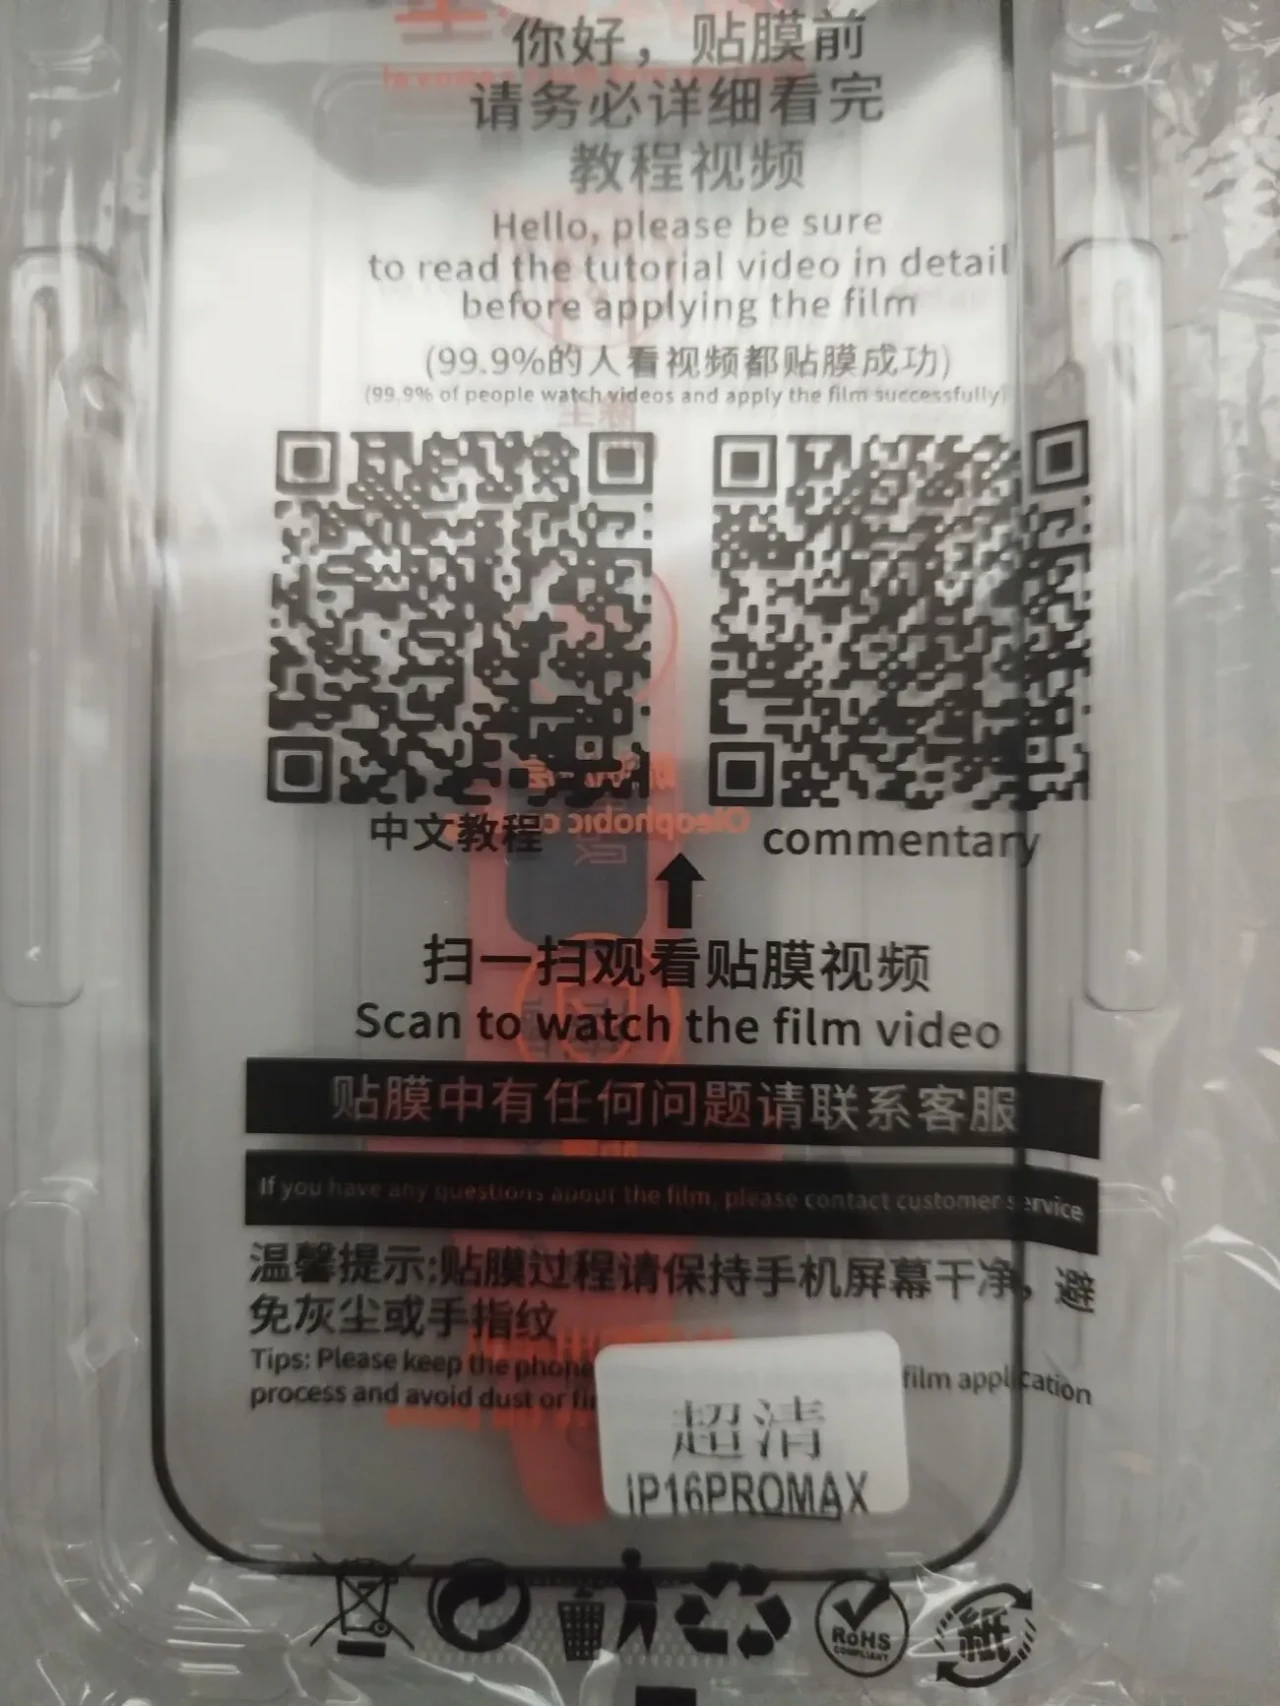 你好，贴膜前
请务必详细看完
教程视频
Hello, please be sure
to read the tutorial video in detail
before applying the film
(99.9%的人看视频都贴膜成功)
(99.9% of people watch videos and apply the film successfully)
中文教程
commentary
扫一扫观看贴膜视频
Scan to watch the film video
贴膜中有任何问题请联系客服
If you have any questions about the film, please contact customer service
温馨提示:贴膜过程请保持手机屏幕干净，避
免灰尘或手指纹
Tips: Please keep the phone film application
process and avoid dust or
超清
IP16PROMAX
RoHS
COMPLIANT
紙